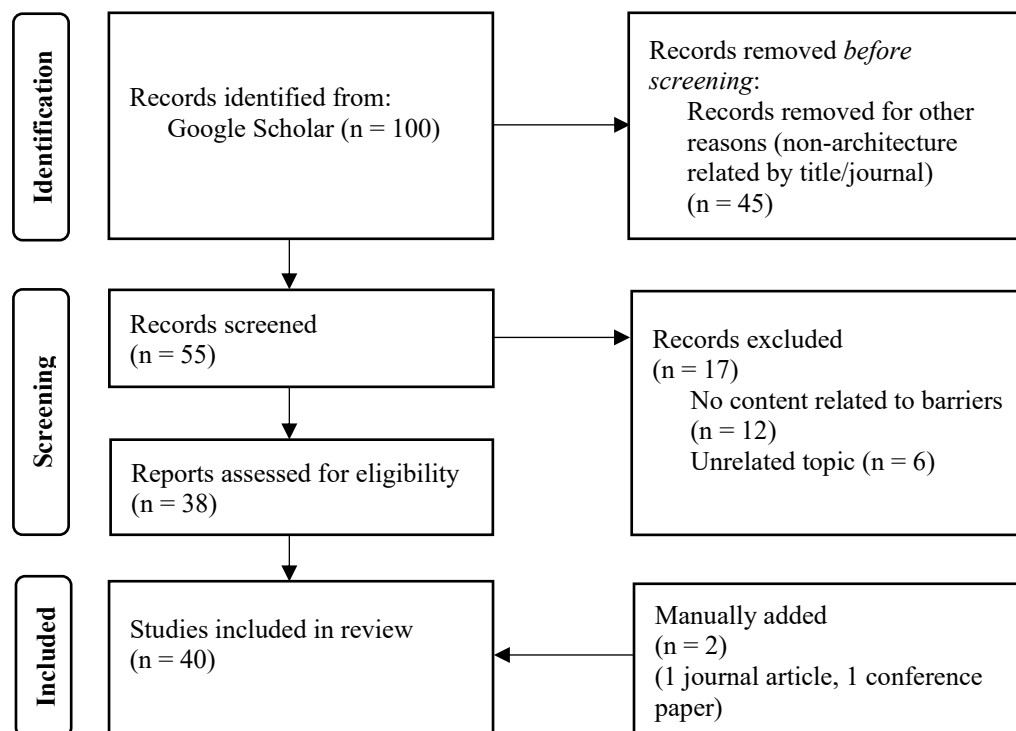 Identification
Records identified from:
Google Scholar (n = 100)
Records removed before
screening:
Records removed for other
reasons (non-architecture
related by title/journal)
(n = 45)
Screening
Records screened
(n = 55)
Records excluded
(n = 17)
No content related to barriers
(n = 12)
Unrelated topic (n = 6)
Reports assessed for eligibility
(n = 38)
Included
Studies included in review
(n = 40)
Manually added
(n = 2)
(1 journal article, 1 conference
paper)